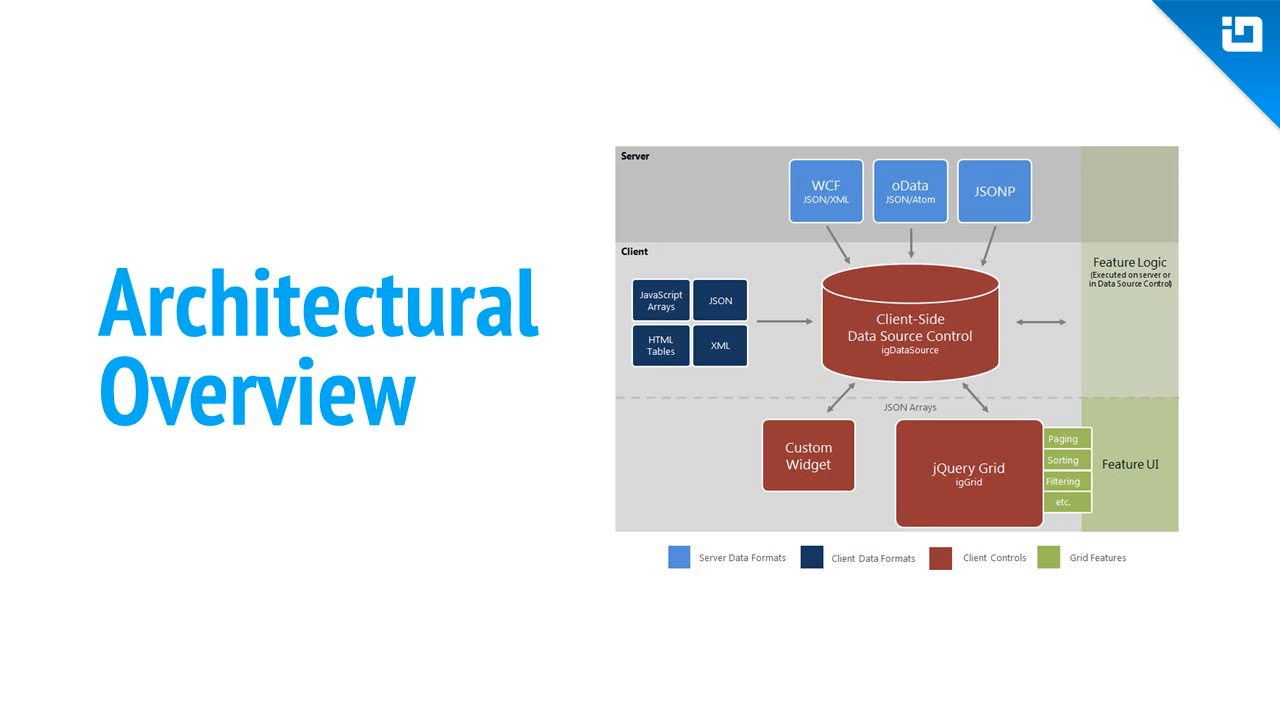 Architectural
Overview
Server
WCF
JSON/XML
oData
JSON/Atom
JSONP
Client
JavaScript
Arrays
JSON
HTML
Tables
XML
Client-Side
Data Source Control
igDataSource
Feature Logic
(Executed on server or
in Data Source Control)
JSON Arrays
Custom
Widget
jQuery Grid
igGrid
Paging
Sorting
Filtering
etc.
Feature UI
Server Data Formats
Client Data Formats
Client Controls
Grid Features